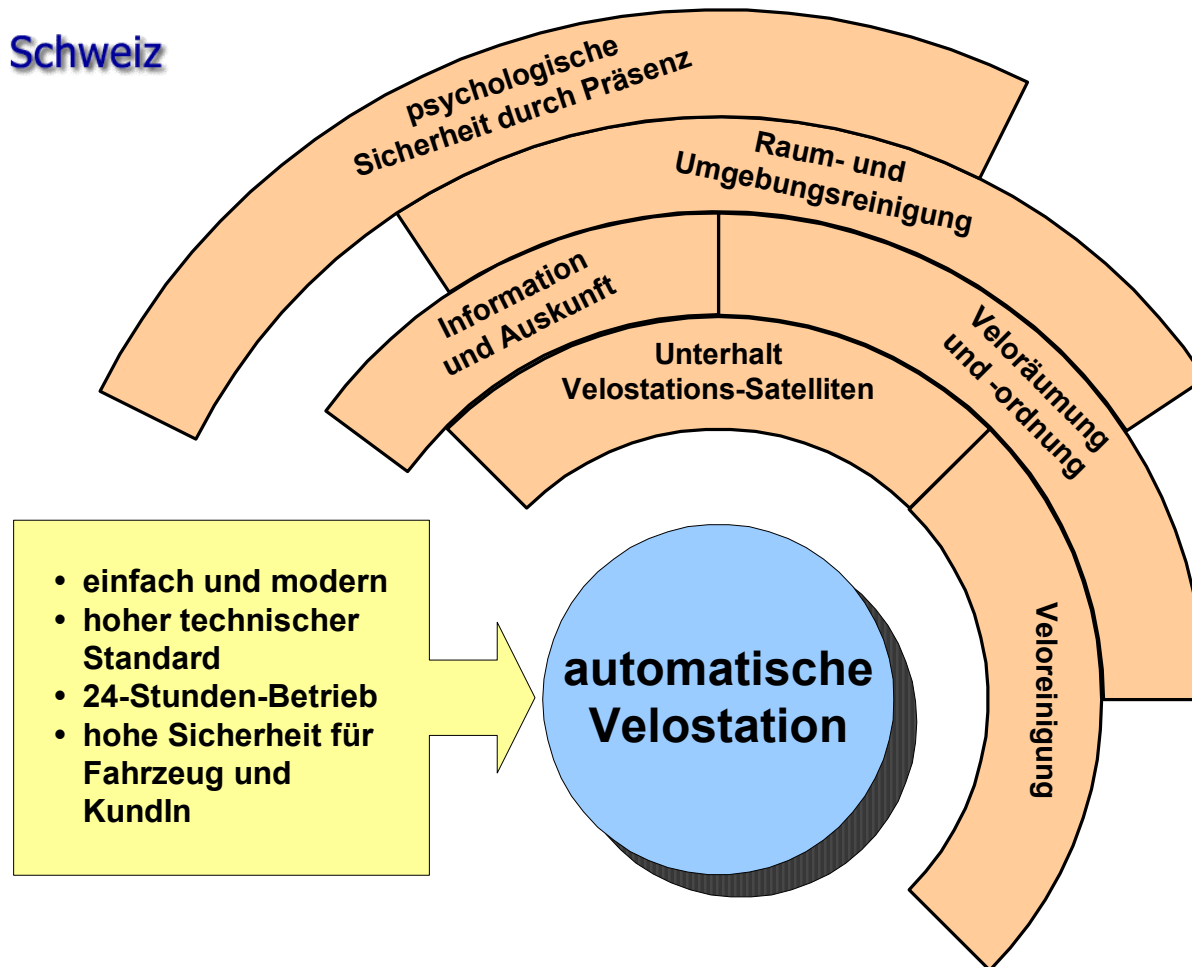 Schweiz
psychologische
Sicherheit durch Präsenz
Raum- und
Umgebungsreinigung
Information
und Auskunft
Veloräumung
und -ordnung
Unterhalt
Velostations-Satelliten
Veloreinigung
• einfach und modern
• hoher technischer
Standard
• 24-Stunden-Betrieb
• hohe Sicherheit für
Fahrzeug und
KundIn
automatische
Velostation